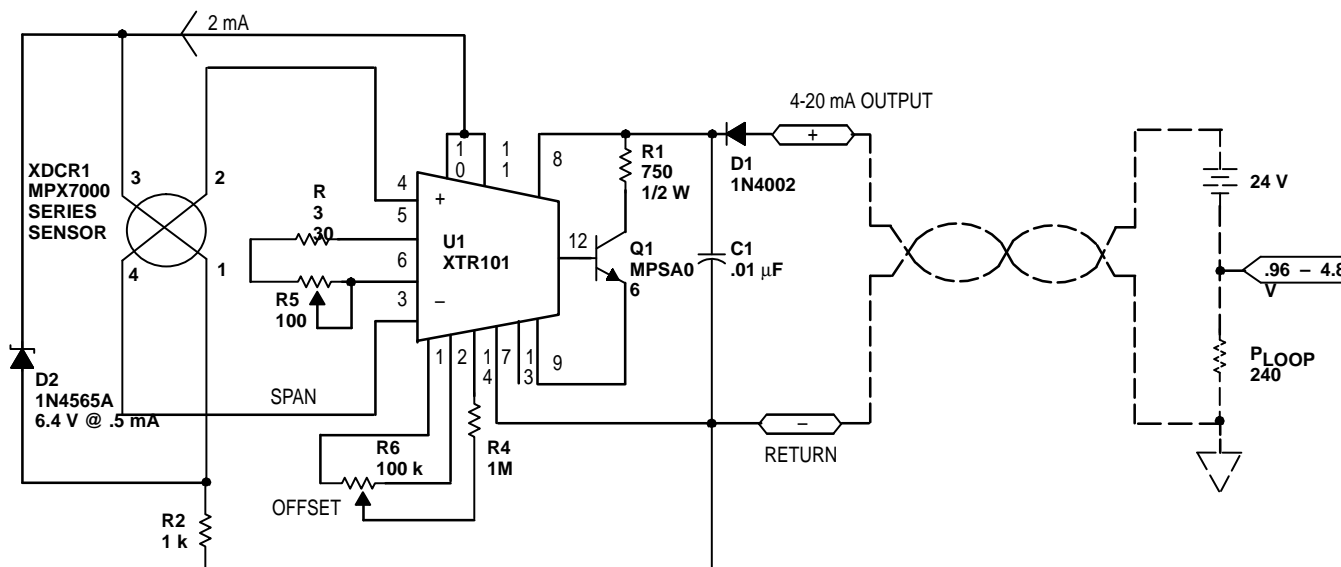 2 mA
4-20 mA OUTPUT
+
XDCR1
MPX7000
SERIES
SENSOR
3
2
4
1
R
3
30
R5
100
4
5
6
3
+
–
U1
XTR101
1
0
1
1
8
12
R1
750
1/2 W
Q1
MPSA0
6
D1
1N4002
C1
.01 µF
24 V
.96 – 4.8
V
PLOOP
240
D2
1N4565A
6.4 V @ .5 mA
SPAN
1
2
1
4
7
1
3
9
R6
100 k
R4
1M
OFFSET
–
RETURN
R2
1 k